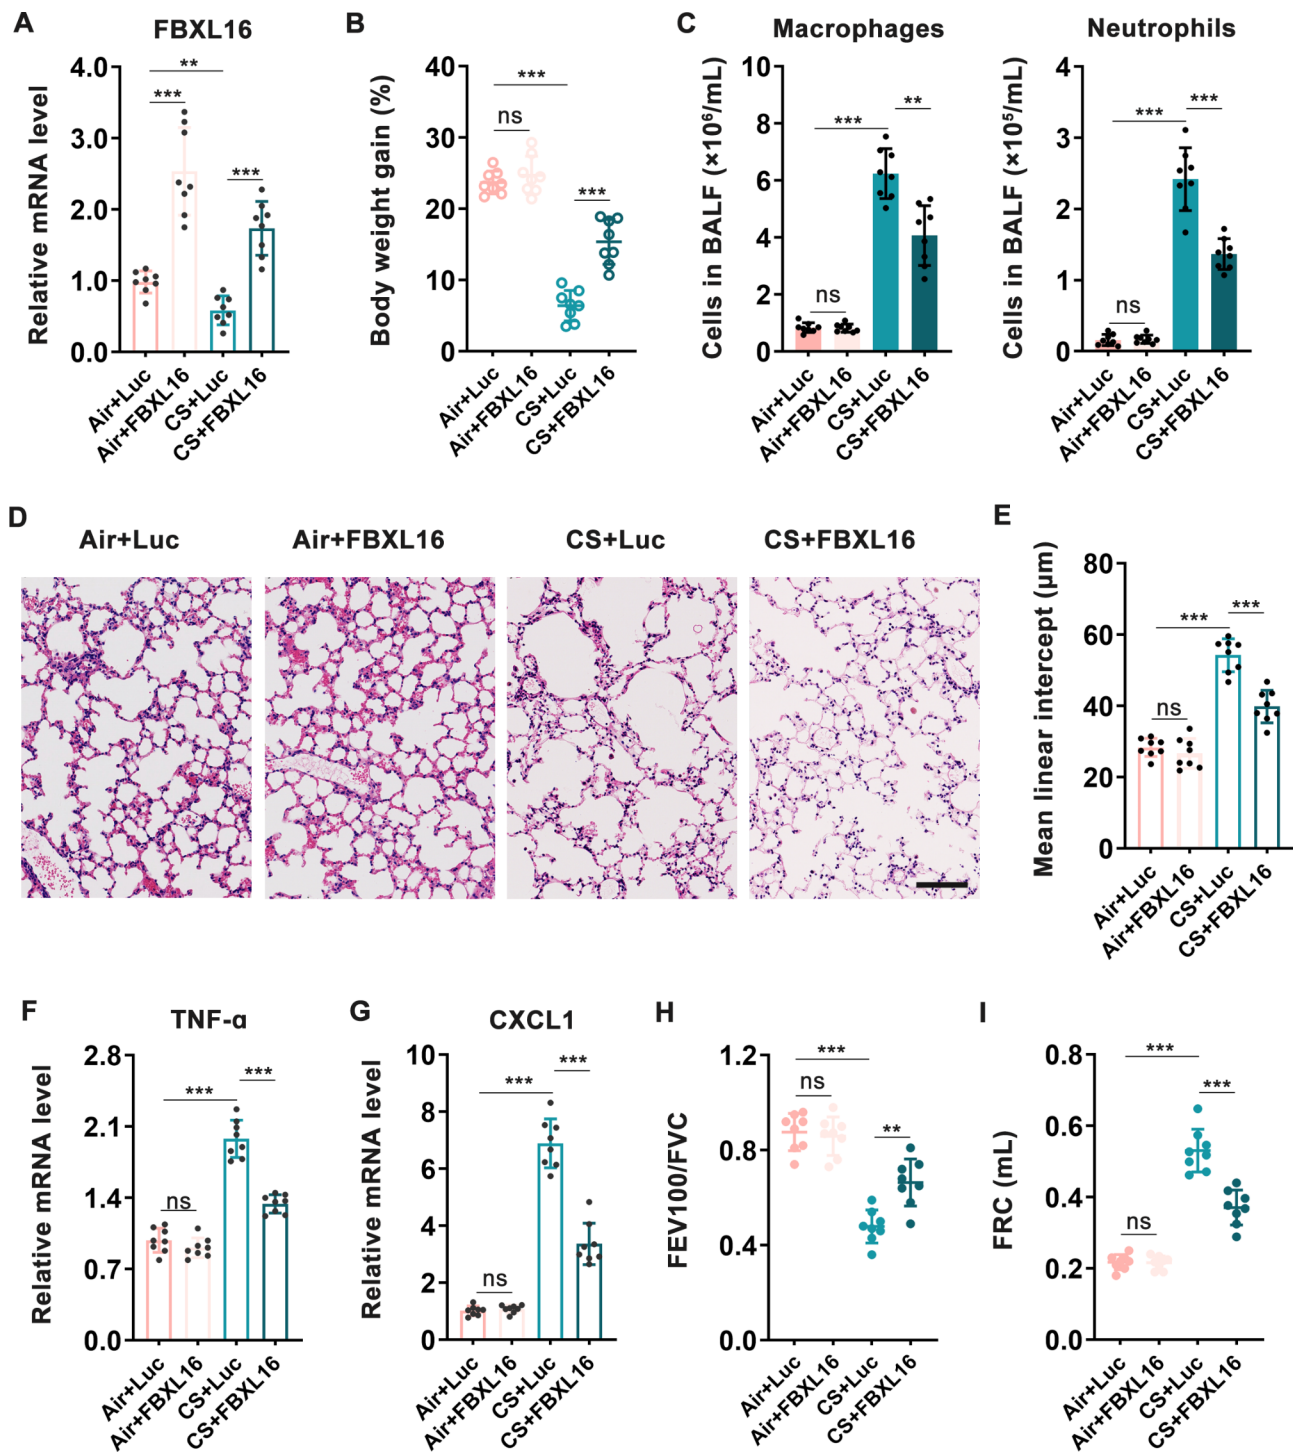 A
FBXL16
Relative mRNA level
4.0
3.0
2.0
1.0
0.0
**
***
***
Air+Luc
Air+FBXL16
CS+Luc
CS+FBXL16
B
Body weight gain (%)
40
30
20
10
0
***
ns
***
Air+Luc
Air+FBXL16
CS+Luc
CS+FBXL16
C
Macrophages
Cells in BALF (×10⁶/mL)
10
8
6
4
2
0
***
**
ns
Air+Luc
Air+FBXL16
CS+Luc
CS+FBXL16
Neutrophils
Cells in BALF (×10⁵/mL)
4
3
2
1
0
***
***
ns
Air+Luc
Air+FBXL16
CS+Luc
CS+FBXL16
D
Air+Luc
Air+FBXL16
CS+Luc
CS+FBXL16
E
Mean linear intercept (μm)
80
60
40
20
0
***
***
ns
Air+Luc
Air+FBXL16
CS+Luc
CS+FBXL16
F
TNF-α
Relative mRNA level
2.8
2.1
1.4
0.7
0.0
***
***
ns
Air+Luc
Air+FBXL16
CS+Luc
CS+FBXL16
G
CXCL1
Relative mRNA level
10
8
6
4
2
0
***
***
ns
Air+Luc
Air+FBXL16
CS+Luc
CS+FBXL16
H
FEV100/FVC
1.2
0.8
0.4
0.0
***
ns
**
Air+Luc
Air+FBXL16
CS+Luc
CS+FBXL16
I
FRC (mL)
0.8
0.6
0.4
0.2
0.0
***
***
ns
Air+Luc
Air+FBXL16
CS+Luc
CS+FBXL16